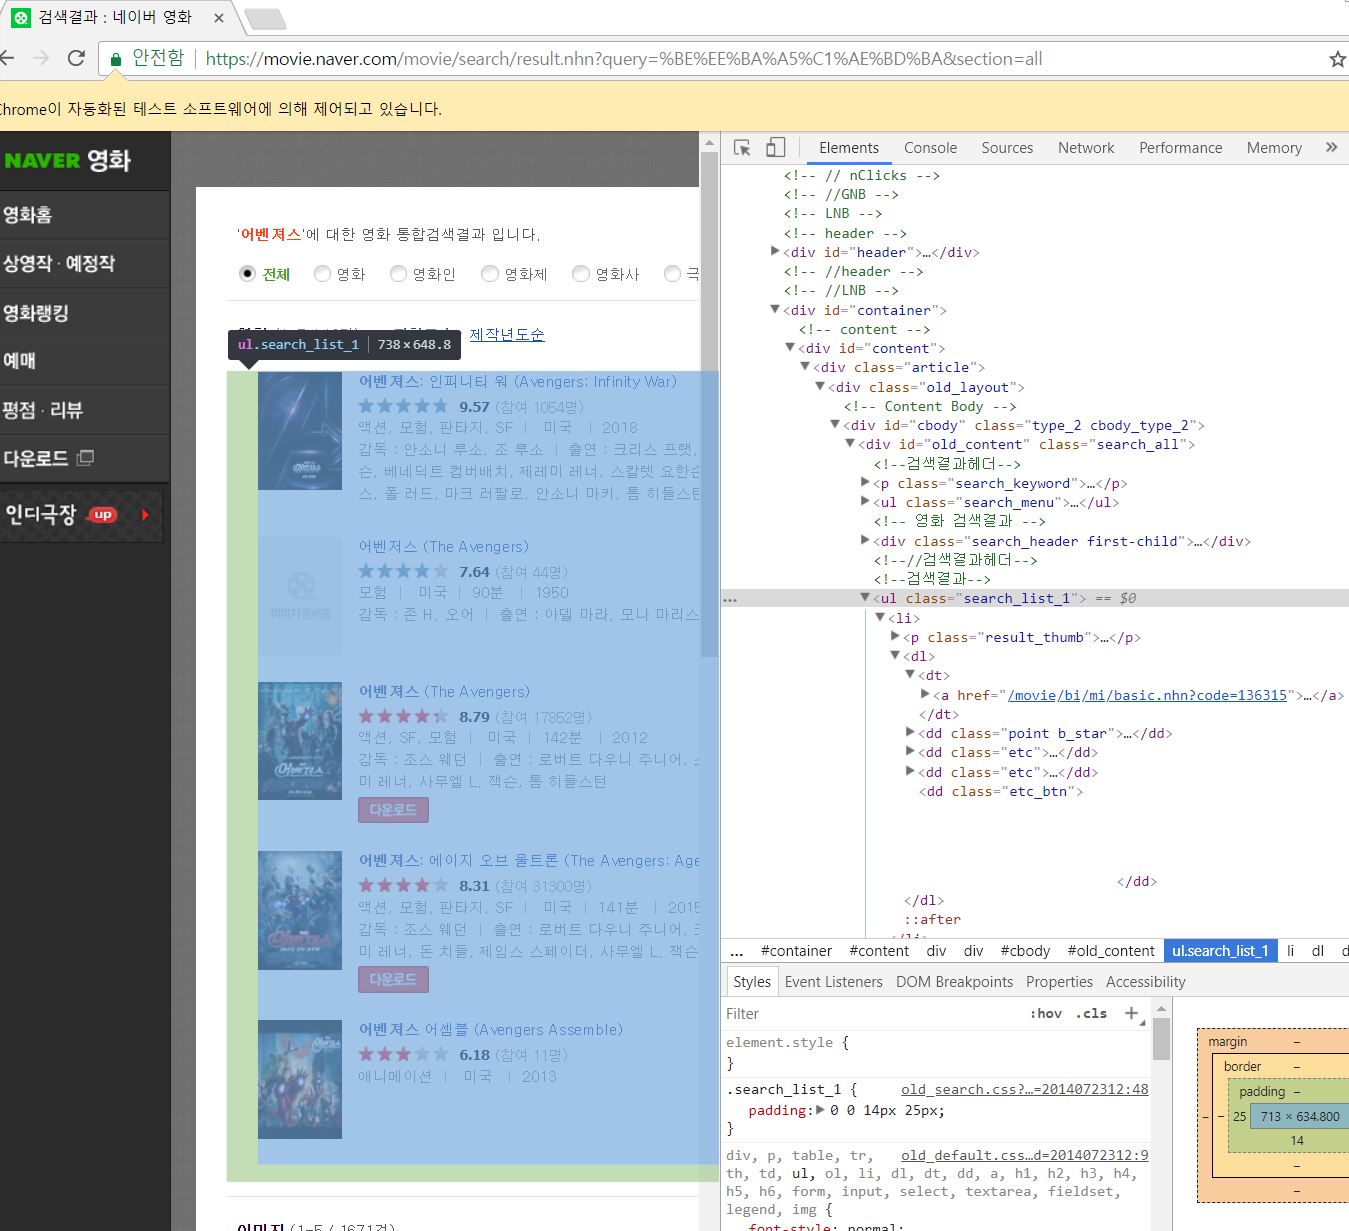 검색결과 : 네이버 영화
안전함 https://movie.naver.com/movie/search/result.nhn?query=%BE%EE%BA%A5%C1%AE%BD%BA&section=all
Chrome이 자동화된 테스트 소프트웨어에 의해 제어되고 있습니다.
NAVER 영화
영화홈
상영작 · 예정작
영화랭킹
예매
평점 · 리뷰
다운로드
인디극장 up
'어벤져스'에 대한 영화 통합검색결과 입니다.
전체 영화 영화인 영화제 영화사 극
제작년도순
ul.search_list_1 738×648.8
어벤져스: 인피니티 워 (Avengers: Infinity War)
9.57 (참여 1054명)
액션, 모험, 판타지, SF | 미국 | 2018
감독 : 안소니 루소, 조 루소 | 출연 : 크리스 프랫,
슨, 베네딕트 컴버배치, 제레미 레너, 스칼렛 요한슨
스, 폴 러드, 마크 러팔로, 안소니 마키, 톰 히들스턴
어벤져스 (The Avengers)
이미지 준비중
7.64 (참여 44명)
모험 | 미국 | 90분 | 1950
감독 : 존 H. 오어 | 출연 : 아델 마라, 모나 마리스
어벤져스 (The Avengers)
8.79 (참여 17852명)
액션, SF, 모험 | 미국 | 142분 | 2012
감독 : 조스 웨던 | 출연 : 로버트 다우니 주니어,
미 레너, 사무엘 L. 잭슨, 톰 히들스턴
다운로드
어벤져스: 에이지 오브 울트론 (The Avengers: Age
8.31 (참여 31300명)
액션, 모험, 판타지, SF | 미국 | 141분 | 2015
감독 : 조스 웨던 | 출연 : 로버트 다우니 주니어,
미 레너, 돈 치들, 제임스 스페이더, 사무엘 L. 잭슨
다운로드
어벤져스 어셈블 (Avengers Assemble)
6.18 (참여 11명)
애니메이션 | 미국 | 2013
이미지 (1-5 / 1671건)
Elements Console Sources Network Performance Memory »
<!-- // nClicks -->
<!-- //GNB -->
<!-- LNB -->
<!-- header -->
<div id="header">…</div>
<!-- //header -->
<!-- //LNB -->
<div id="container">
<!-- content -->
<div id="content">
<div class="article">
<div class="old_layout">
<!-- Content Body -->
<div id="cbody" class="type_2 cbody_type_2">
<div id="old_content" class="search_all">
<!--검색결과헤더-->
<p class="search_keyword">…</p>
<ul class="search_menu">…</ul>
<!-- 영화 검색결과 -->
<div class="search_header first-child">…</div>
<!--//검색결과헤더-->
<!--검색결과-->
... <ul class="search_list_1"> == $0
<li>
<p class="result_thumb">…</p>
<dl>
<dt>
<a href="/movie/bi/mi/basic.nhn?code=136315">…</a>
</dt>
<dd class="point b_star">…</dd>
<dd class="etc">…</dd>
<dd class="etc">…</dd>
<dd class="etc_btn">
</dd>
</dl>
::after
</li>
... #container #content div div #cbody #old_content ul.search_list_1 li dl d
Styles Event Listeners DOM Breakpoints Properties Accessibility
Filter :hov .cls +
element.style {
}
.search_list_1 { old_search.css?…=2014072312:48
padding: 0 0 14px 25px;
}
div, p, table, tr, old_default.css…d=2014072312:9
th, td, ul, ol, li, dl, dt, dd, a, h1, h2, h3, h4,
h5, h6, form, input, select, textarea, fieldset,
legend, img {
font-style: normal;
margin –
border –
padding –
– – 25 713 × 634.800
14
–
–